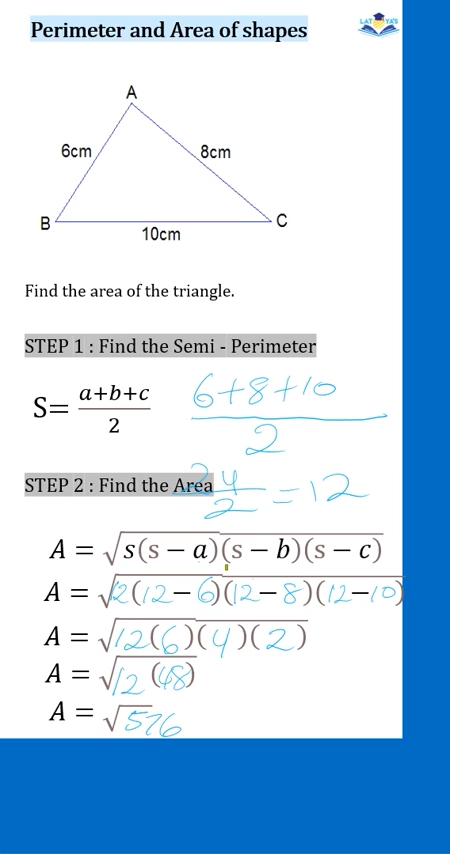 Perimeter and Area of shapes
LAT YA'S
A
6cm
8cm
B
C
10cm
Find the area of the triangle.
STEP 1 : Find the Semi - Perimeter
S= a+b+c / 2
6+8+10 / 2
24 / 2 = 12
STEP 2 : Find the Area
A = √s(s − a)(s − b)(s − c)
A = √12(12−6)(12−8)(12−10)
A = √12(6)(4)(2)
A = √12(48)
A = √576